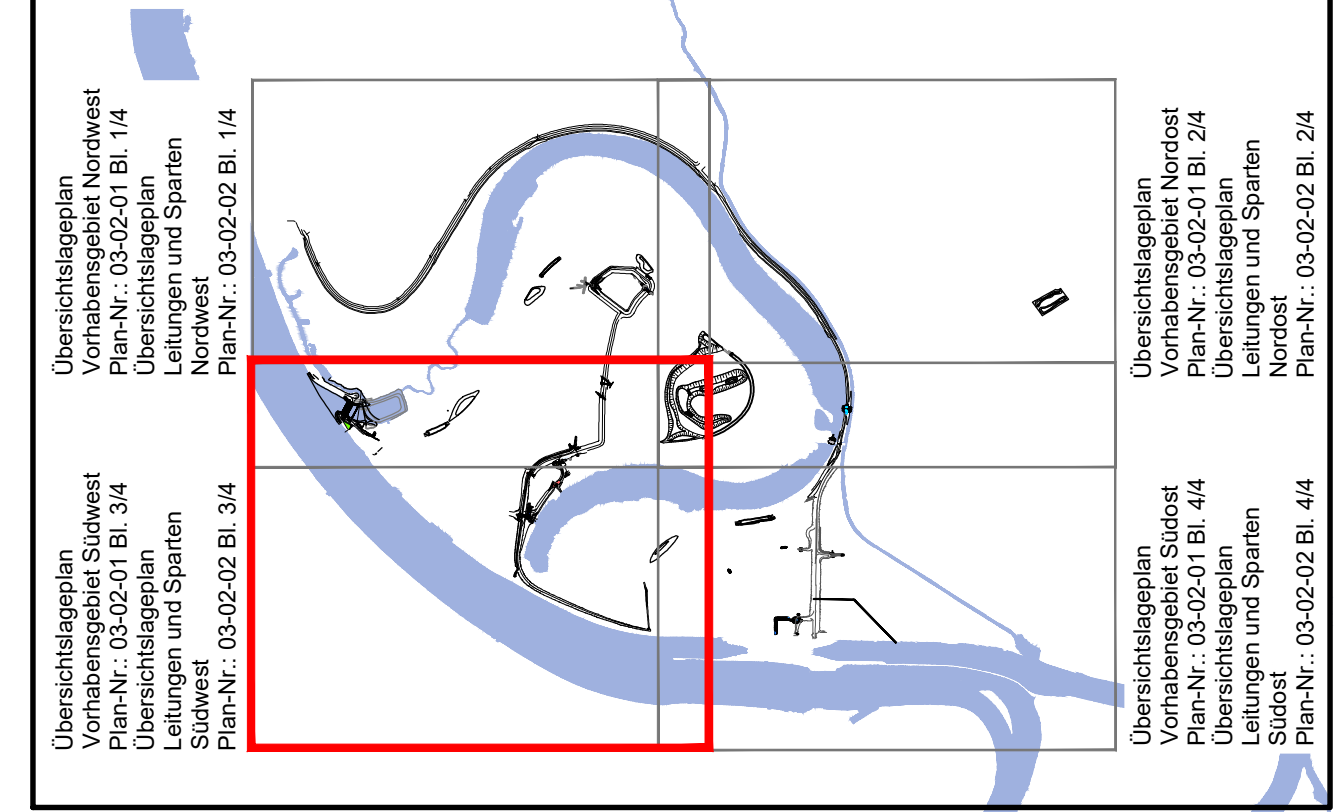 Übersichtslageplan
Vorhabensgebiet Nordwest
Plan-Nr.: 03-02-01 Bl. 1/4
Übersichtslageplan
Leitungen und Sparten
Nordwest
Plan-Nr.: 03-02-02 Bl. 1/4
Übersichtslageplan
Vorhabensgebiet Nordost
Plan-Nr.: 03-02-01 Bl. 2/4
Übersichtslageplan
Leitungen und Sparten
Nordost
Plan-Nr.: 03-02-02 Bl. 2/4
Übersichtslageplan
Vorhabensgebiet Südwest
Plan-Nr.: 03-02-01 Bl. 3/4
Übersichtslageplan
Leitungen und Sparten
Südwest
Plan-Nr.: 03-02-02 Bl. 3/4
Übersichtslageplan
Vorhabensgebiet Südost
Plan-Nr.: 03-02-01 Bl. 4/4
Übersichtslageplan
Leitungen und Sparten
Südost
Plan-Nr.: 03-02-02 Bl. 4/4